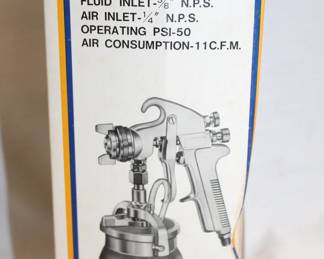 FLUID INLET-3/8" N.P.S.
AIR INLET-1/4" N.P.S.
OPERATING PSI-50
AIR CONSUMPTION-11C.F.M.